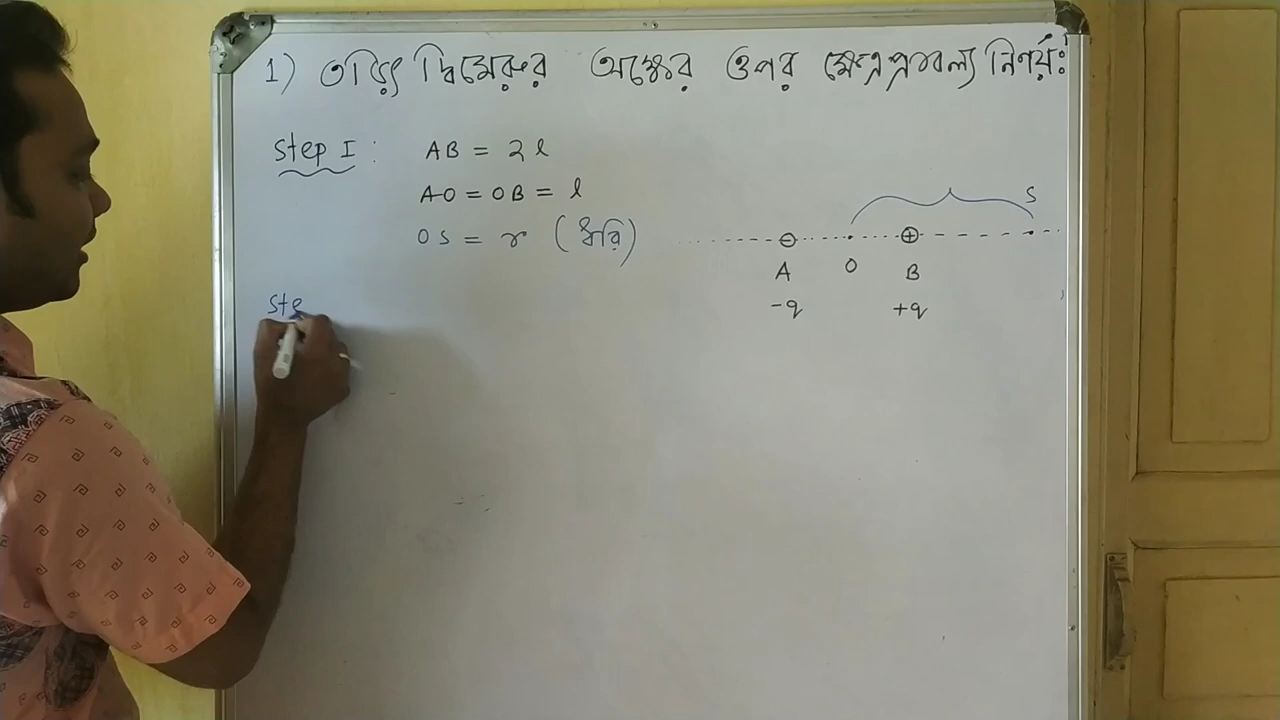 1) তড়িৎ দ্বিমেরুর অক্ষের ওপর ক্ষেত্রপ্রাবল্য নির্ণয়ঃ
Step I : AB = 2l
AO = OB = l
OS = r (ধরি)
S
A O B
-q +q
Ste